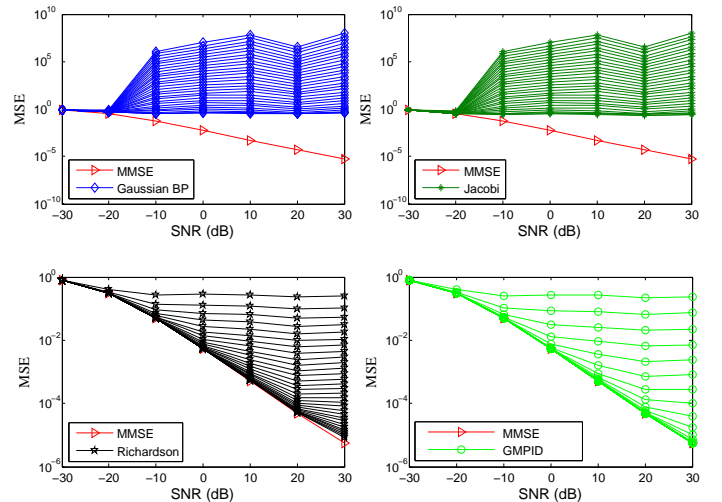 10^10
10^5
10^0
10^-5
10^-10
MSE
−30 −20 −10 0 10 20 30
SNR (dB)
MMSE
Gaussian BP
10^10
10^5
10^0
10^-5
10^-10
MSE
−30 −20 −10 0 10 20 30
SNR (dB)
MMSE
Jacobi
10^0
10^-2
10^-4
10^-6
MSE
−30 −20 −10 0 10 20 30
SNR (dB)
MMSE
Richardson
10^0
10^-2
10^-4
10^-6
MSE
−30 −20 −10 0 10 20 30
SNR (dB)
MMSE
GMPID